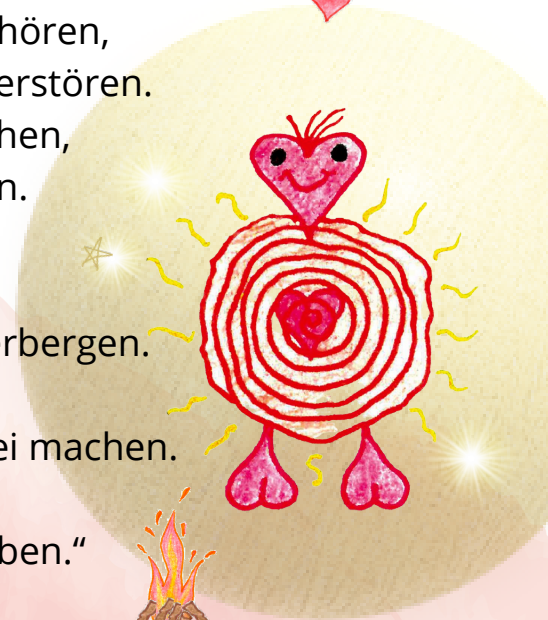 hören,
erstören.
hen,
n.
rbergen.
ei machen.
ben.“